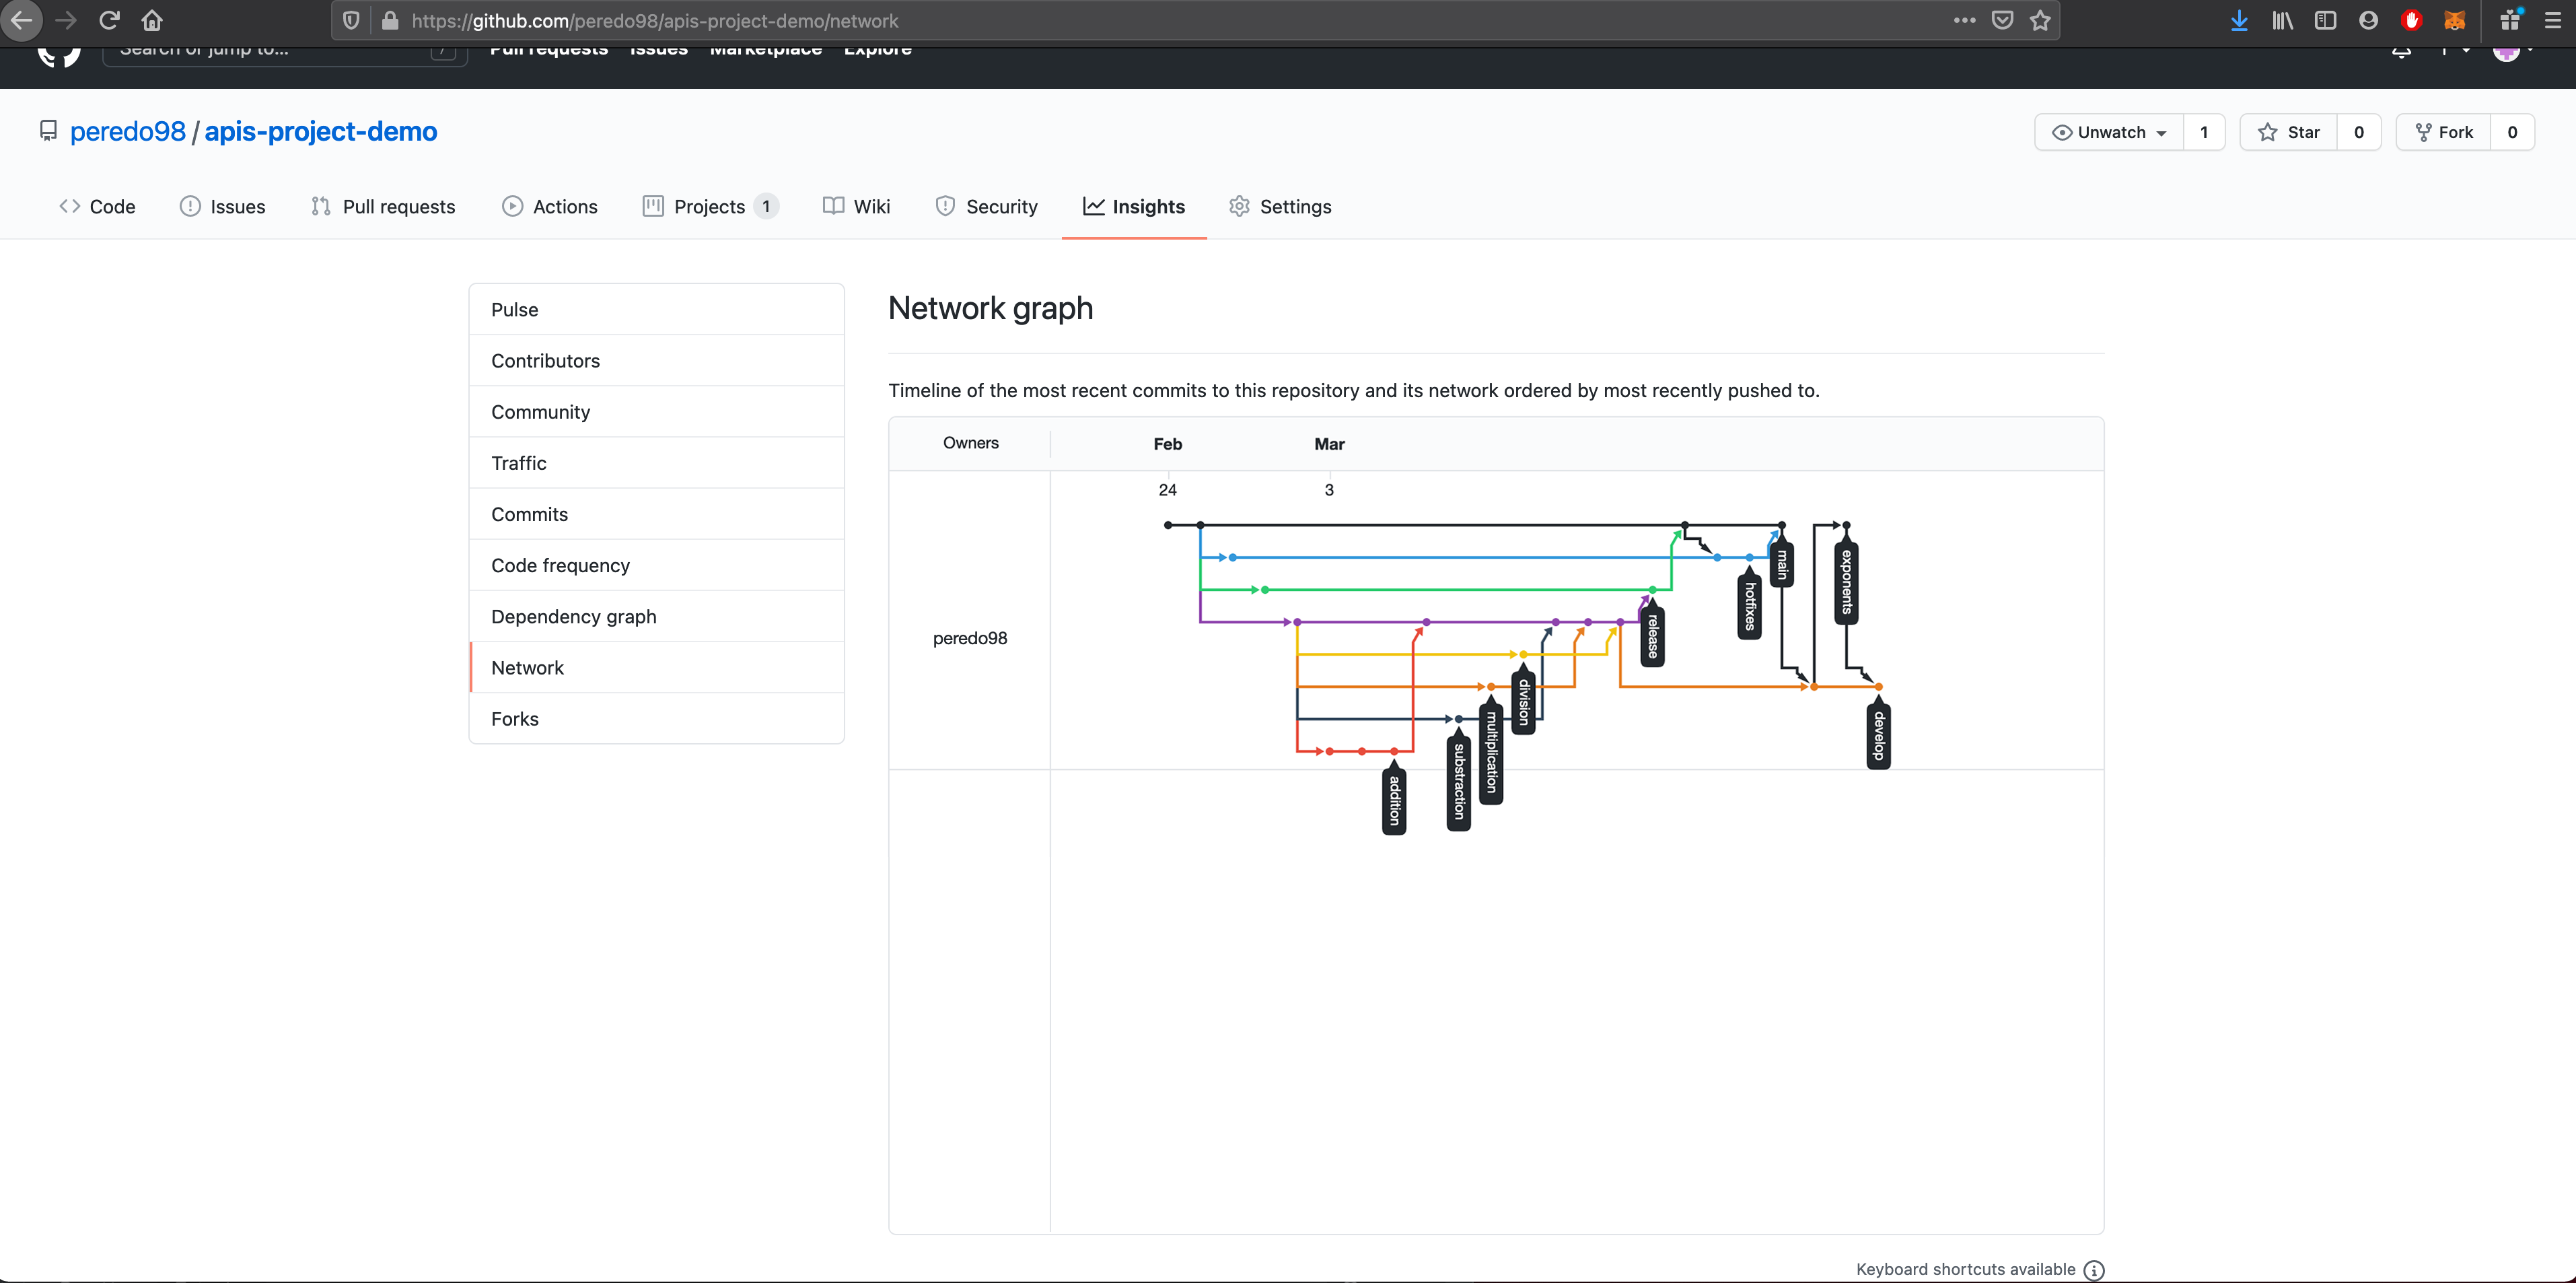 https://github.com/peredo98/apis-project-demo/network
Search or jump to... /
Pull requests Issues Marketplace Explore
peredo98 / apis-project-demo
Unwatch 1 Star 0 Fork 0
Code Issues Pull requests Actions Projects 1 Wiki Security Insights Settings
Pulse
Contributors
Community
Traffic
Commits
Code frequency
Dependency graph
Network
Forks
Network graph
Timeline of the most recent commits to this repository and its network ordered by most recently pushed to.
Owners Feb Mar
24 3
peredo98
main
exponents
hotfixes
release
division
multiplication
develop
substraction
addition
Keyboard shortcuts available